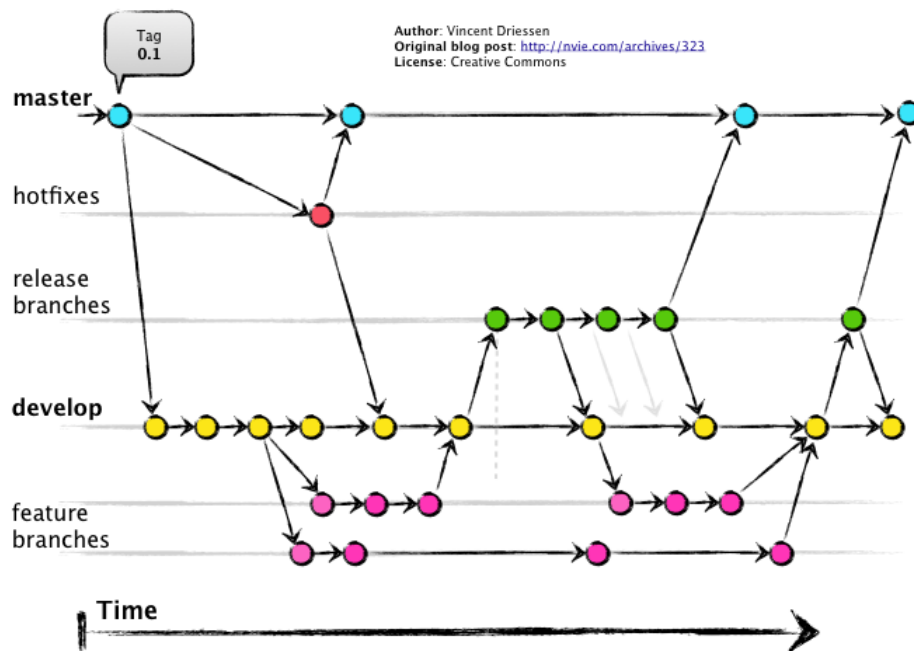 Tag
0.1
Author: Vincent Driessen
Original blog post: http://nvie.com/archives/323
License: Creative Commons
master
hotfixes
release
branches
develop
feature
branches
Time